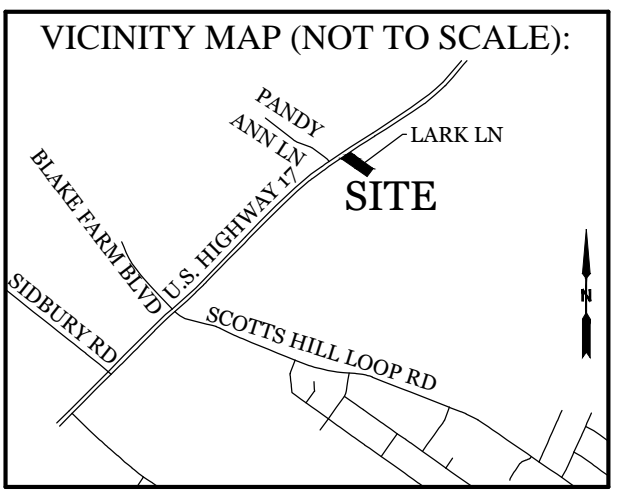 VICINITY MAP (NOT TO SCALE):
PANDY
ANN LN
LARK LN
SITE
U.S. HIGHWAY 17
BLAKE FARM BLVD
SIDBURY RD
SCOTTS HILL LOOP RD
N